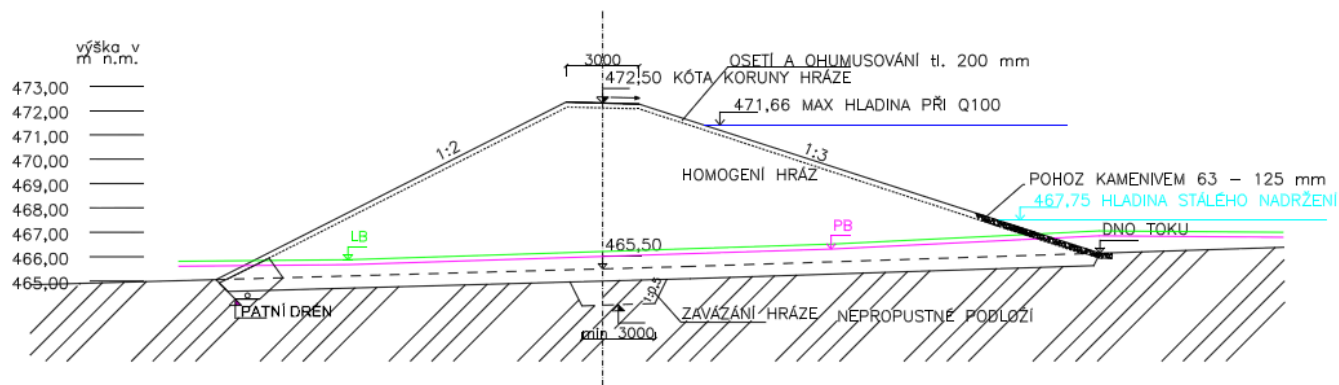 výška v
m n.m.
473,00
472,00
471,00
470,00
469,00
468,00
467,00
466,00
465,00
3000
OSETÍ A OHUMUSOVÁNÍ tl. 200 mm
472,50 KÓTA KORUNY HRÁZE
471,66 MAX HLADINA PŘI Q100
1:2
1:3
HOMOGENÍ HRÁZ
POHOZ KAMENIVEM 63 – 125 mm
467,75 HLADINA STÁLÉHO NADRŽENÍ
LB
PB
DNO TOKU
465,50
1:0,5
PATNÍ DRÉN
ZAVÁZÁNÍ HRÁZE
NEPROPUSTNÉ PODLOŽÍ
min 3000